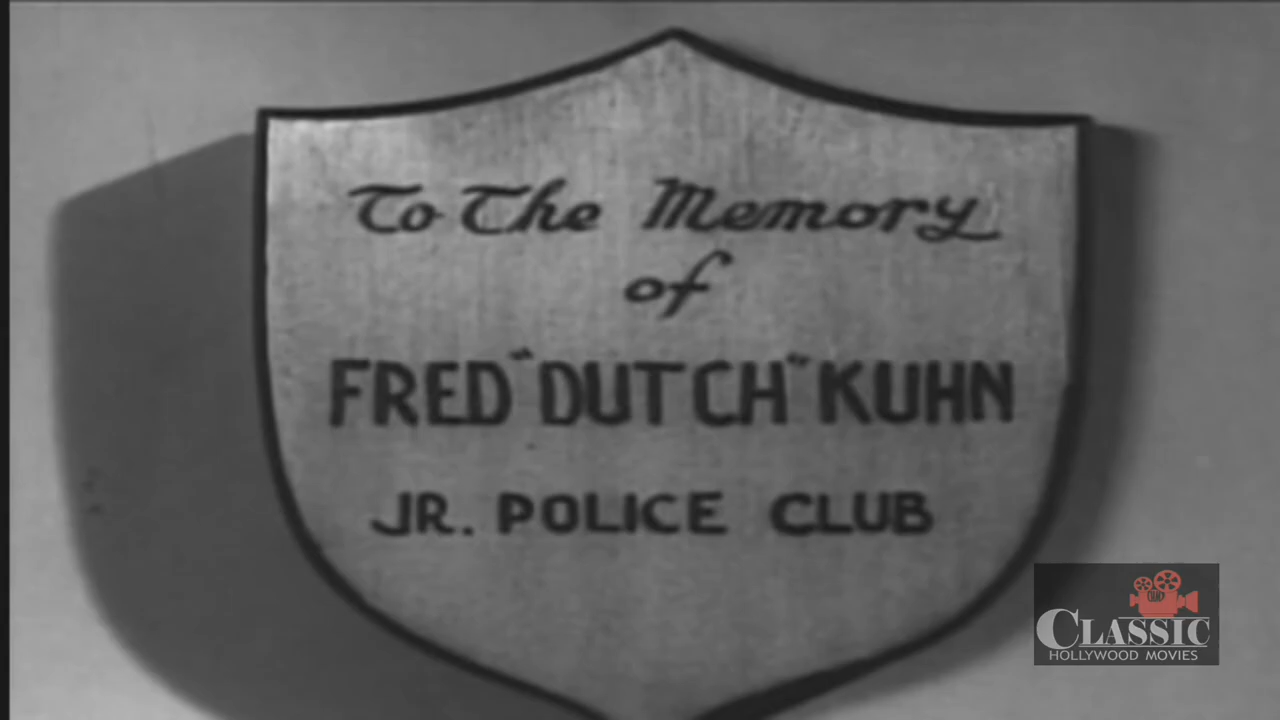 To The Memory
of
FRED "DUTCH" KUHN
JR. POLICE CLUB
CLASSIC
HOLLYWOOD MOVIES